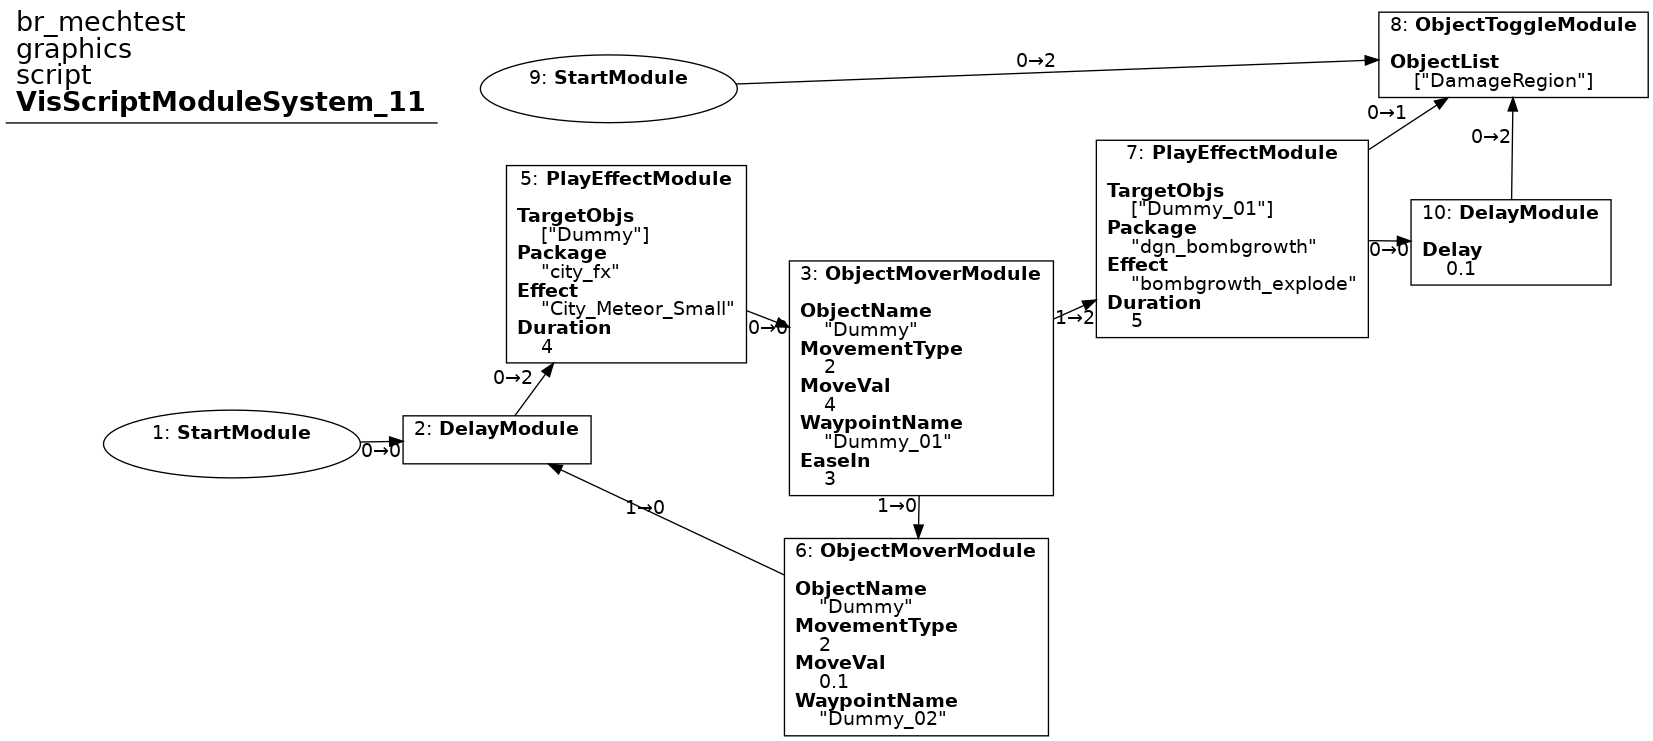 br_mechtest
graphics
script
VisScriptModuleSystem_11
9: StartModule
0→2
8: ObjectToggleModule
ObjectList
["DamageRegion"]
0→1
0→2
7: PlayEffectModule
TargetObjs
["Dummy_01"]
Package
"dgn_bombgrowth"
Effect
"bombgrowth_explode"
Duration
5
0→0
10: DelayModule
Delay
0.1
5: PlayEffectModule
TargetObjs
["Dummy"]
Package
"city_fx"
Effect
"City_Meteor_Small"
Duration
4
0→0
3: ObjectMoverModule
ObjectName
"Dummy"
MovementType
2
MoveVal
4
WaypointName
"Dummy_01"
EaseIn
3
1→2
0→2
1: StartModule
0→0
2: DelayModule
1→0
1→0
6: ObjectMoverModule
ObjectName
"Dummy"
MovementType
2
MoveVal
0.1
WaypointName
"Dummy_02"